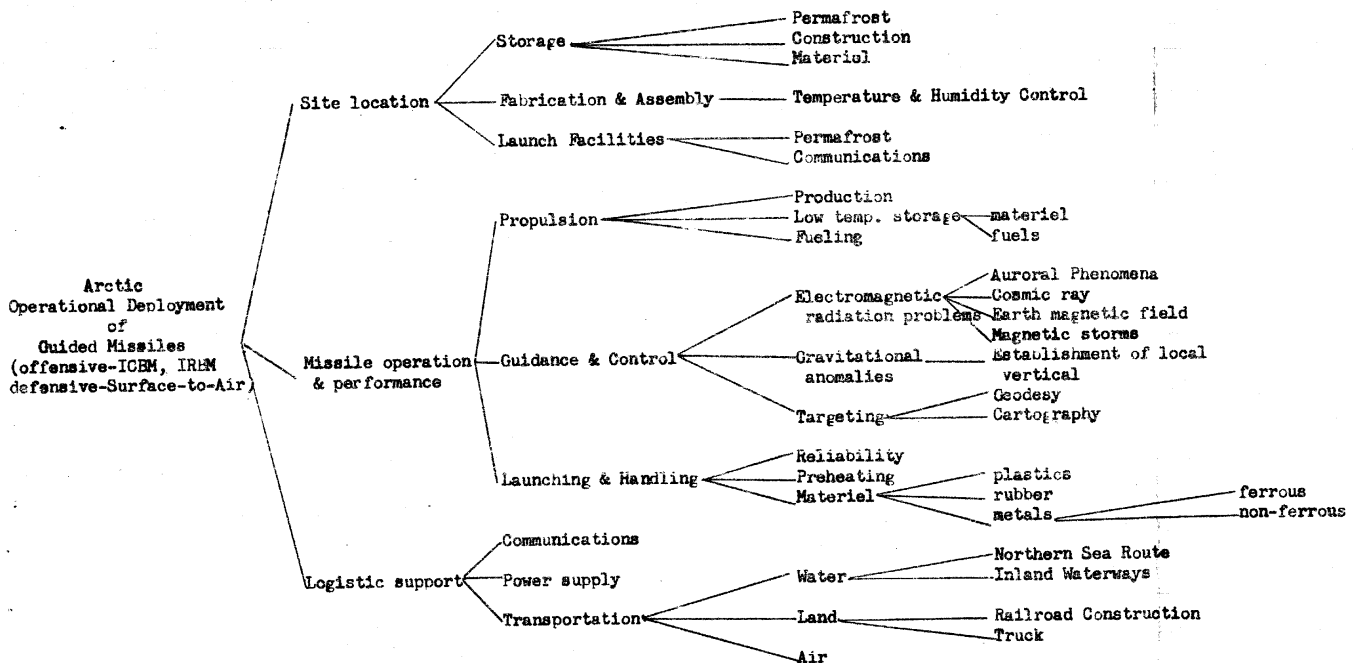 Arctic
Operational Deployment
of
Guided Missiles
(offensive-ICBM, IRBM
defensive-Surface-to-Air)
Site location
Storage
Permafrost
Construction
Material
Fabrication & Assembly
Temperature & Humidity Control
Launch Facilities
Permafrost
Communications
Missile operation
& performance
Propulsion
Production
Low temp. storage
materiel
fuels
Fueling
Guidance & Control
Electromagnetic
radiation problems
Auroral Phenomena
Cosmic ray
Earth magnetic field
Magnetic storms
Gravitational
anomalies
Establishment of local
vertical
Targeting
Geodesy
Cartography
Launching & Handling
Reliability
Preheating
Materiel
plastics
rubber
metals
ferrous
non-ferrous
Logistic support
Communications
Power supply
Transportation
Water
Northern Sea Route
Inland Waterways
Land
Railroad Construction
Truck
Air